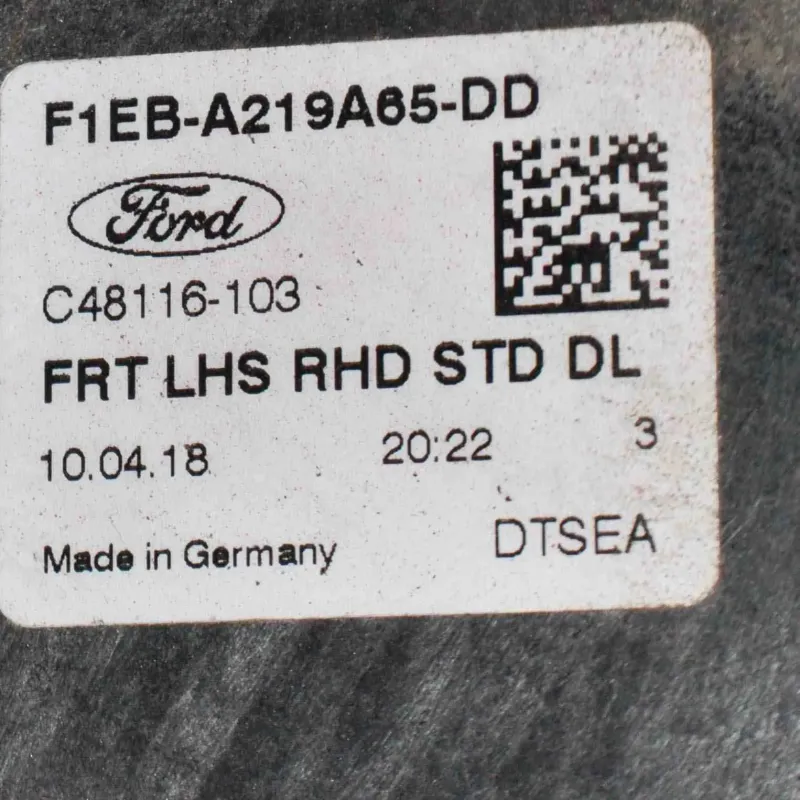 F1EB-A219A65-DD
Ford
C48116-103
FRT LHS RHD STD DL
10.04.18 20:22 3
Made in Germany DTSEA